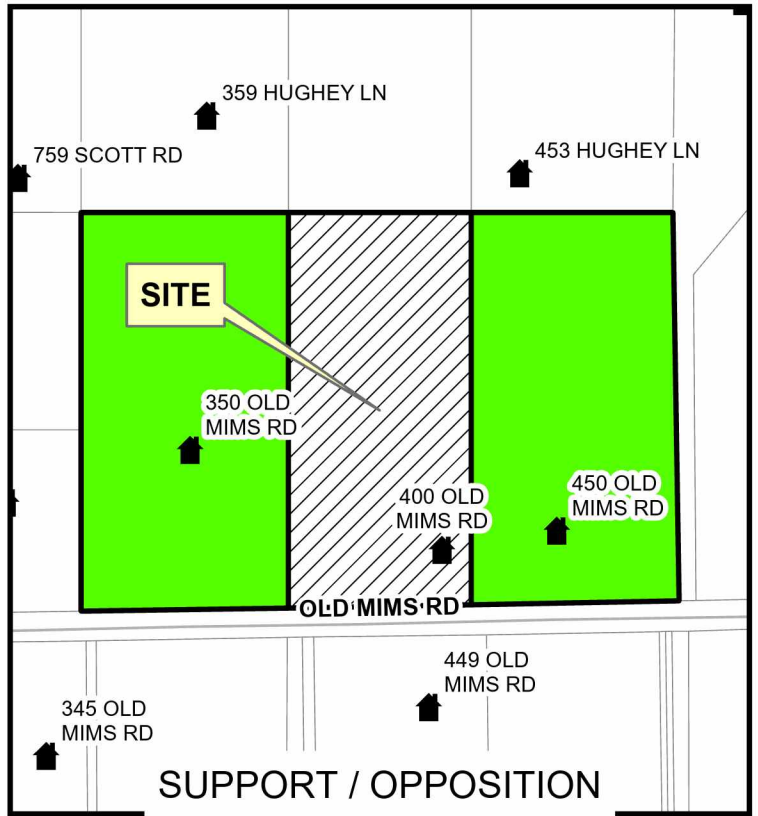 359 HUGHEY LN
759 SCOTT RD
453 HUGHEY LN
SITE
350 OLD
MIMS RD
450 OLD
MIMS RD
400 OLD
MIMS RD
OLD MIMS RD
449 OLD
MIMS RD
345 OLD
MIMS RD
SUPPORT / OPPOSITION